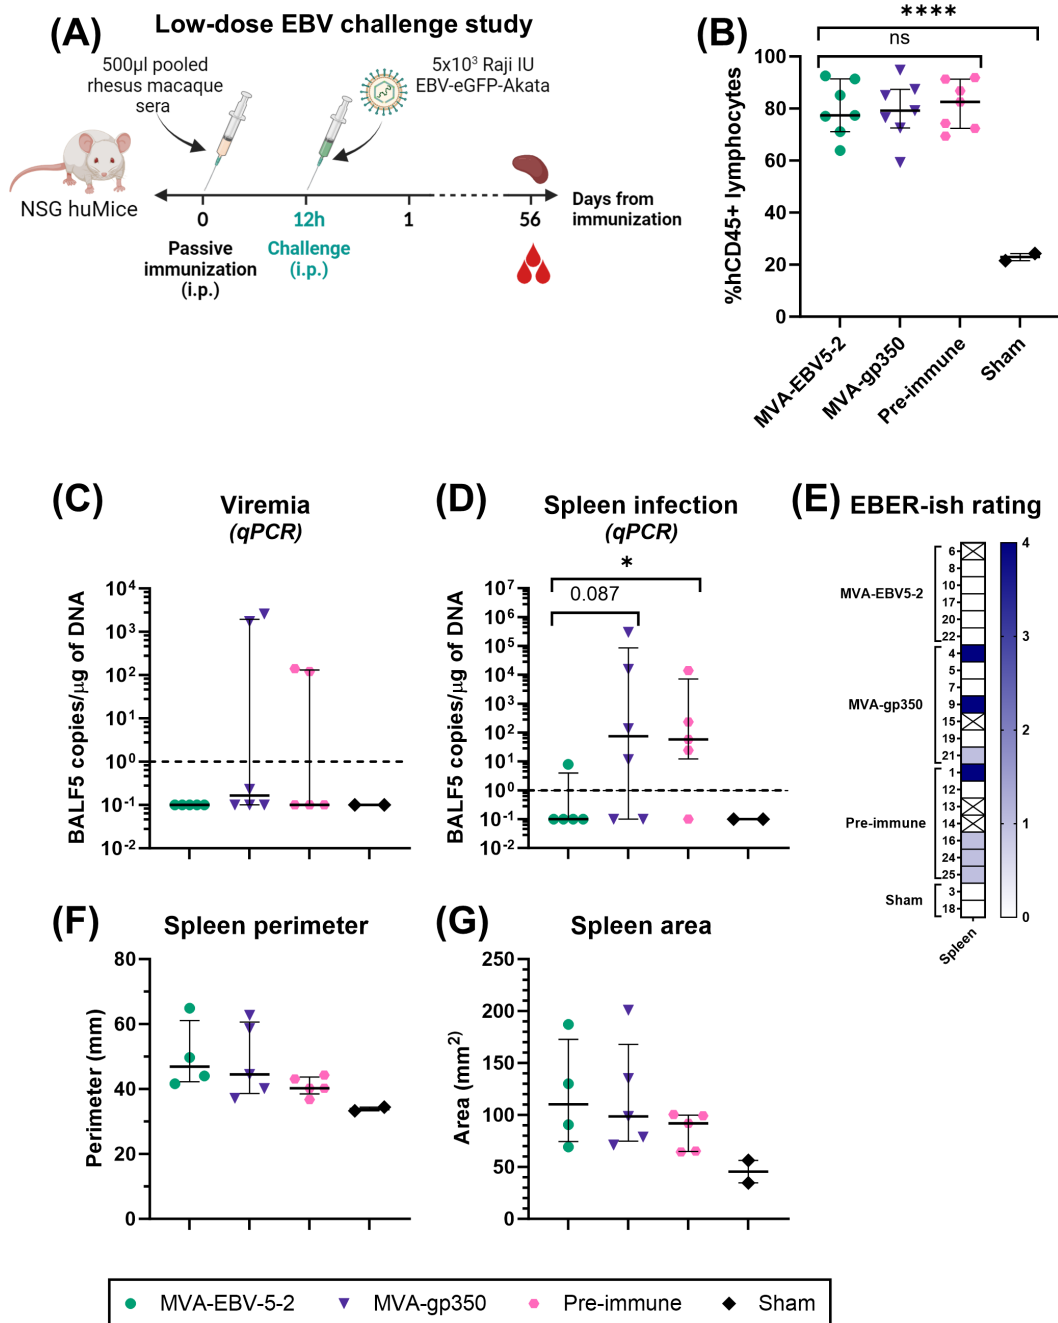 (A)
Low-dose EBV challenge study
500µl pooled
rhesus macaque
sera
5x10³ Raji IU
EBV-eGFP-Akata
NSG huMice
0
12h
1
56
Days from
immunization
Passive
immunization
(i.p.)
Challenge
(i.p.)
(B)
****
ns
%hCD45+ lymphocytes
100
80
60
40
20
0
MVA-EBV5-2
MVA-gp350
Pre-immune
Sham
(C)
Viremia
(qPCR)
BALF5 copies/µg of DNA
10⁴
10³
10²
10¹
10⁰
10⁻¹
10⁻²
(D)
Spleen infection
(qPCR)
*
0.087
BALF5 copies/µg of DNA
10⁷
10⁶
10⁵
10⁴
10³
10²
10¹
10⁰
10⁻¹
10⁻²
(E)
EBER-ish rating
MVA-EBV5-2
6
8
10
17
20
22
MVA-gp350
4
5
7
9
15
19
21
Pre-immune
1
12
13
14
16
24
25
Sham
3
18
Spleen
4
3
2
1
0
(F)
Spleen perimeter
Perimeter (mm)
80
60
40
20
0
(G)
Spleen area
Area (mm²)
250
200
150
100
50
0
MVA-EBV-5-2
MVA-gp350
Pre-immune
Sham